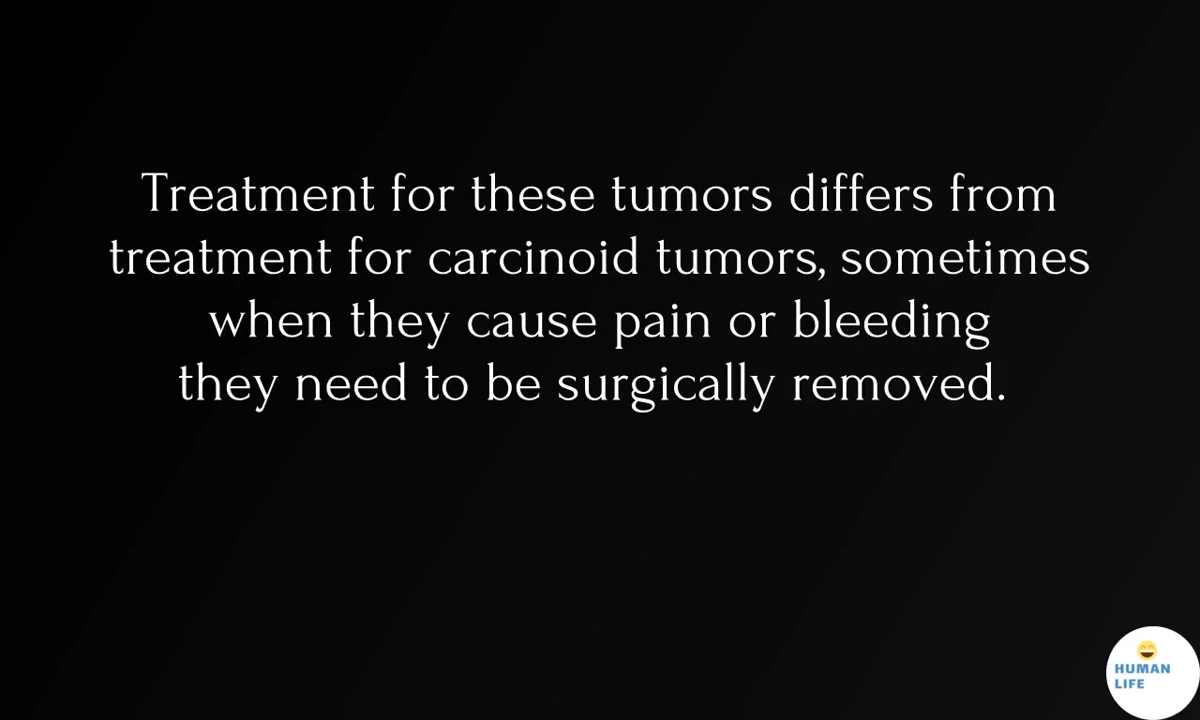 Treatment for these tumors differs from
treatment for carcinoid tumors, sometimes
when they cause pain or bleeding
they need to be surgically removed.
HUMAN
LIFE